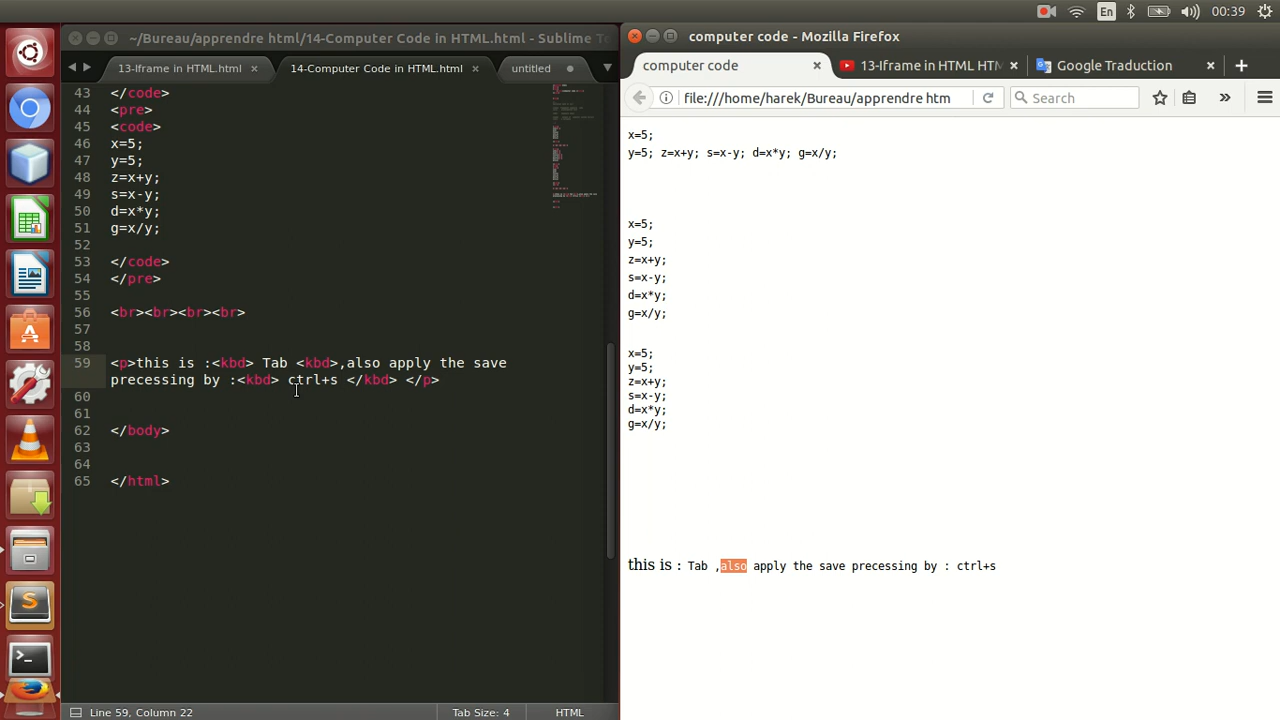 En
00:39
~/Bureau/apprendre html/14-Computer Code in HTML.html - Sublime Te
13-Iframe in HTML.html
14-Computer Code in HTML.html
untitled
43 </code>
44 <pre>
45 <code>
46 x=5;
47 y=5;
48 z=x+y;
49 s=x-y;
50 d=x*y;
51 g=x/y;
52
53 </code>
54 </pre>
55
56 <br><br><br><br>
57
58
59 <p>this is :<kbd> Tab <kbd>,also apply the save
precessing by :<kbd> ctrl+s </kbd> </p>
60
61
62 </body>
63
64
65 </html>
Line 59, Column 22
Tab Size: 4
HTML
computer code - Mozilla Firefox
computer code
13-Iframe in HTML HTM
Google Traduction
file:///home/harek/Bureau/apprendre htm
Search
x=5;
y=5; z=x+y; s=x-y; d=x*y; g=x/y;
x=5;
y=5;
z=x+y;
s=x-y;
d=x*y;
g=x/y;
x=5;
y=5;
z=x+y;
s=x-y;
d=x*y;
g=x/y;
this is : Tab ,also apply the save precessing by : ctrl+s